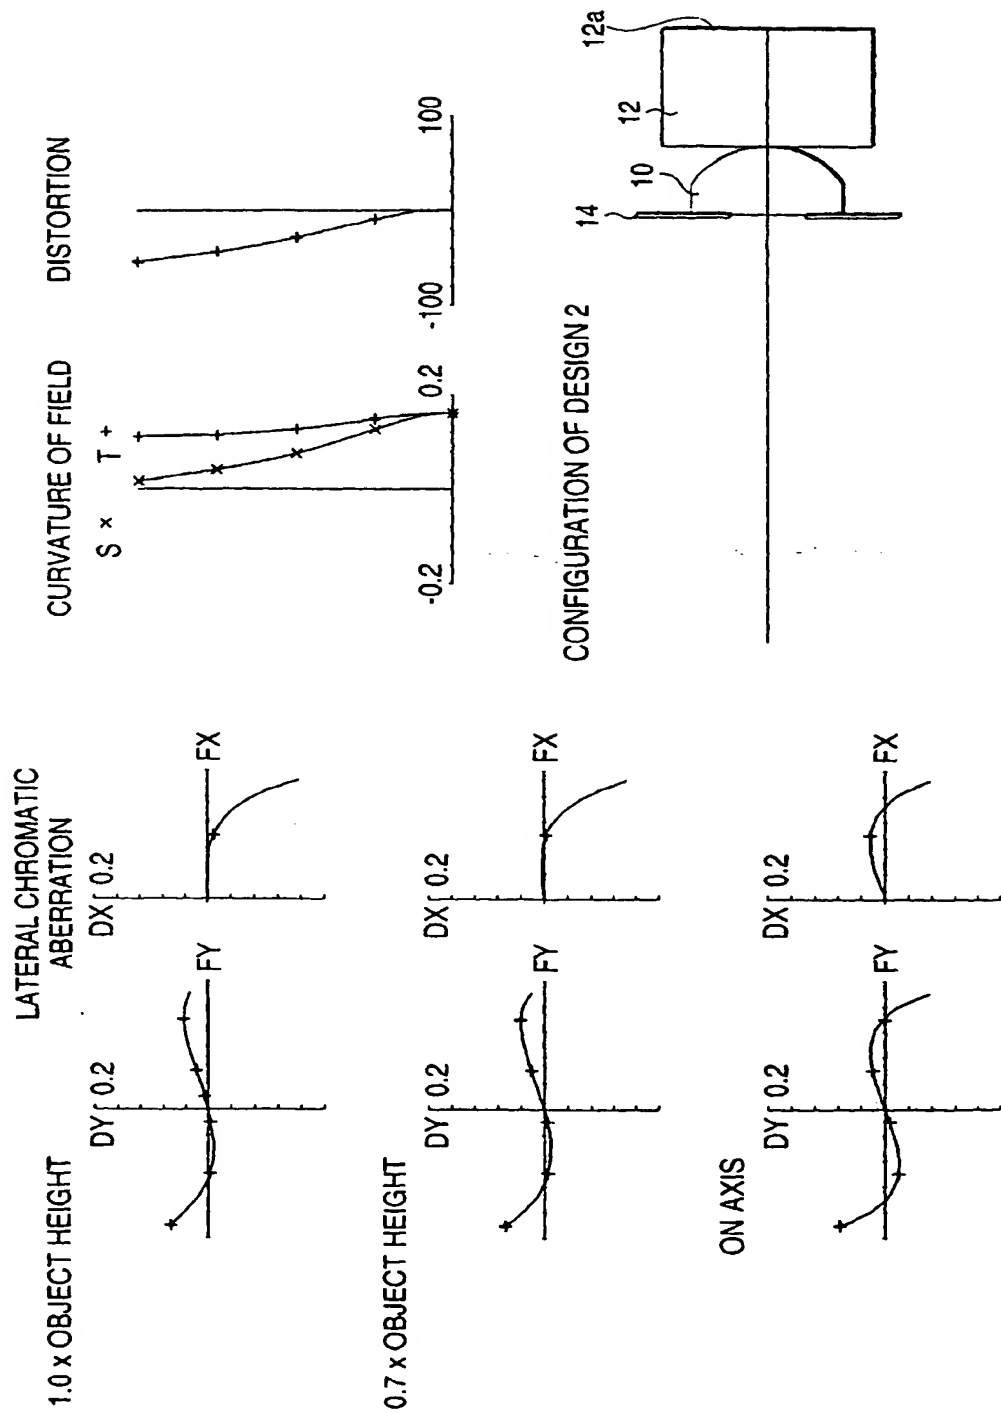 LATERAL CHROMATIC
ABERRATION
1.0 x OBJECT HEIGHT
DY 0.2
FY
DX 0.2
FX
0.7 x OBJECT HEIGHT
DY 0.2
FY
DX 0.2
FX
ON AXIS
DY 0.2
FY
DX 0.2
FX
CURVATURE OF FIELD
S × T +
-0.2
0.2
DISTORTION
-100
100
CONFIGURATION OF DESIGN 2
14
10
12
12a